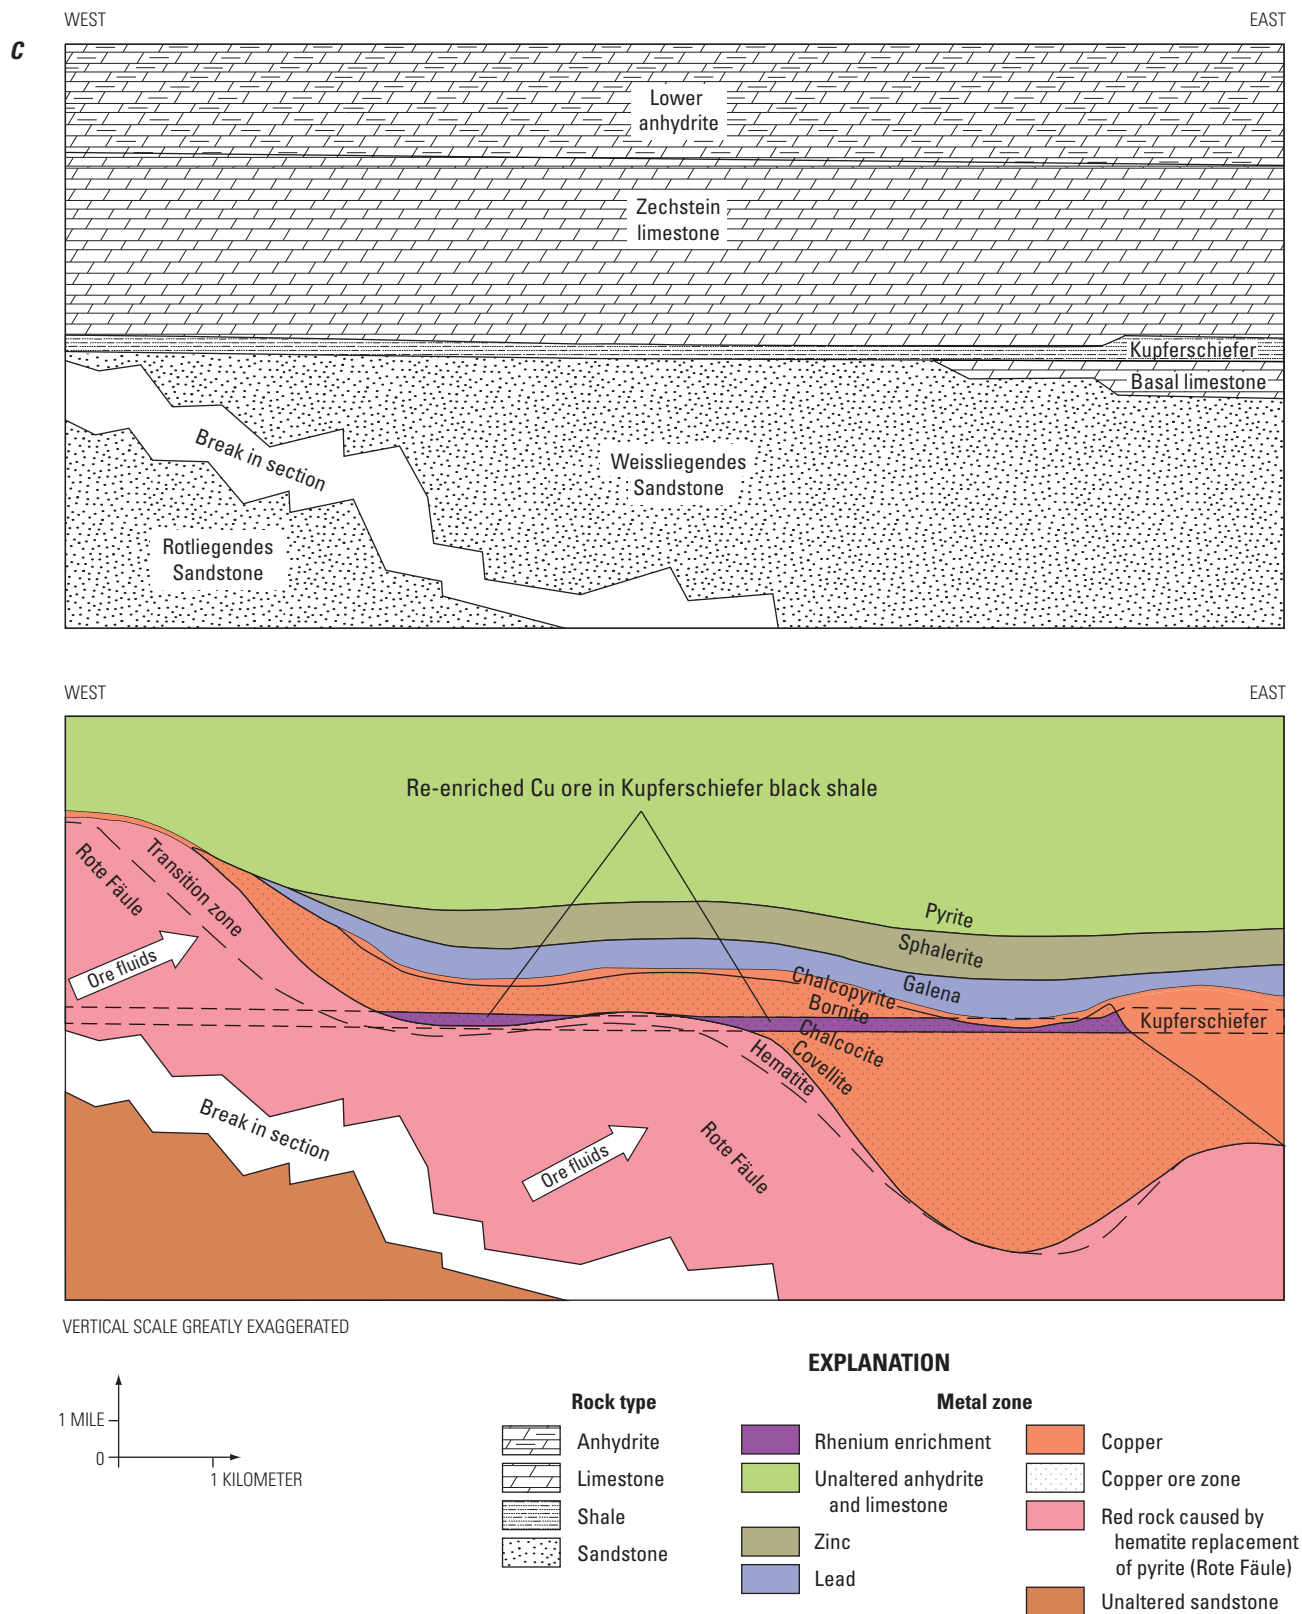 WEST
EAST
C
Lower
anhydrite
Zechstein
limestone
Kupferschiefer
Basal limestone
Break in section
Weissliegendes
Sandstone
Rotliegendes
Sandstone
WEST
EAST
Re-enriched Cu ore in Kupferschiefer black shale
Rote Fäule
Transition zone
Ore fluids
Pyrite
Sphalerite
Galena
Chalcopyrite
Bornite
Kupferschiefer
Chalcocite
Covellite
Hematite
Break in section
Ore fluids
Rote Fäule
VERTICAL SCALE GREATLY EXAGGERATED
1 MILE
0
1 KILOMETER
EXPLANATION
Rock type
Anhydrite
Limestone
Shale
Sandstone
Metal zone
Rhenium enrichment
Unaltered anhydrite
and limestone
Zinc
Lead
Copper
Copper ore zone
Red rock caused by
hematite replacement
of pyrite (Rote Fäule)
Unaltered sandstone